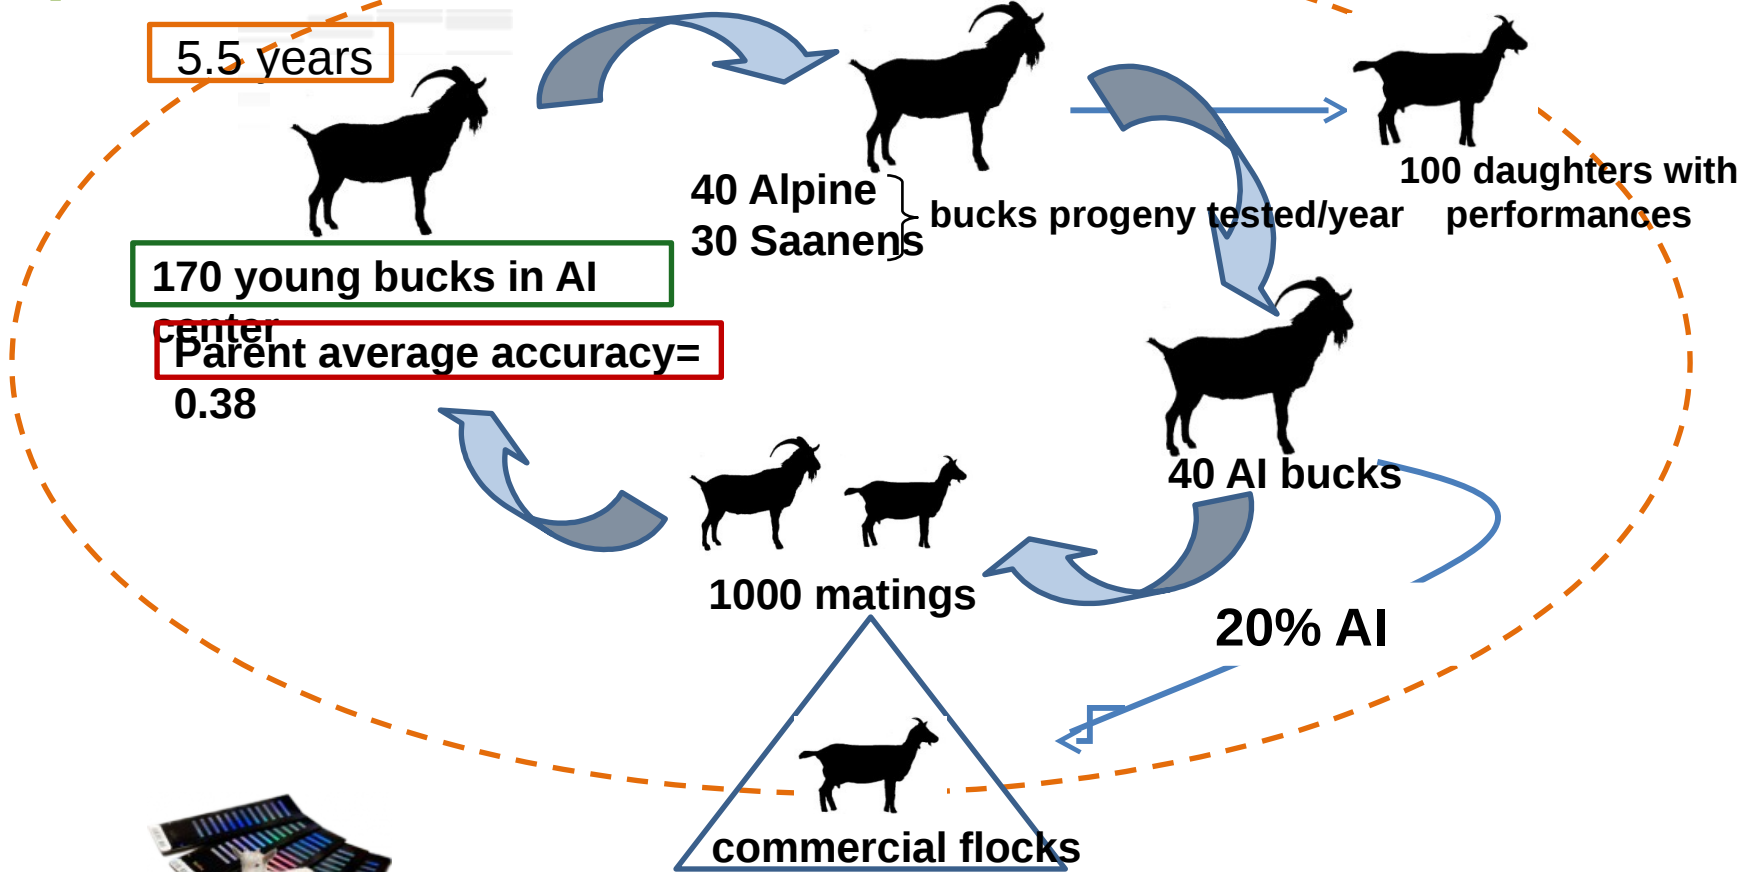 5.5 years
40 Alpine
30 Saanens
bucks progeny tested/year
100 daughters with
performances
170 young bucks in AI
center
Parent average accuracy=
0.38
40 AI bucks
1000 matings
20% AI
commercial flocks